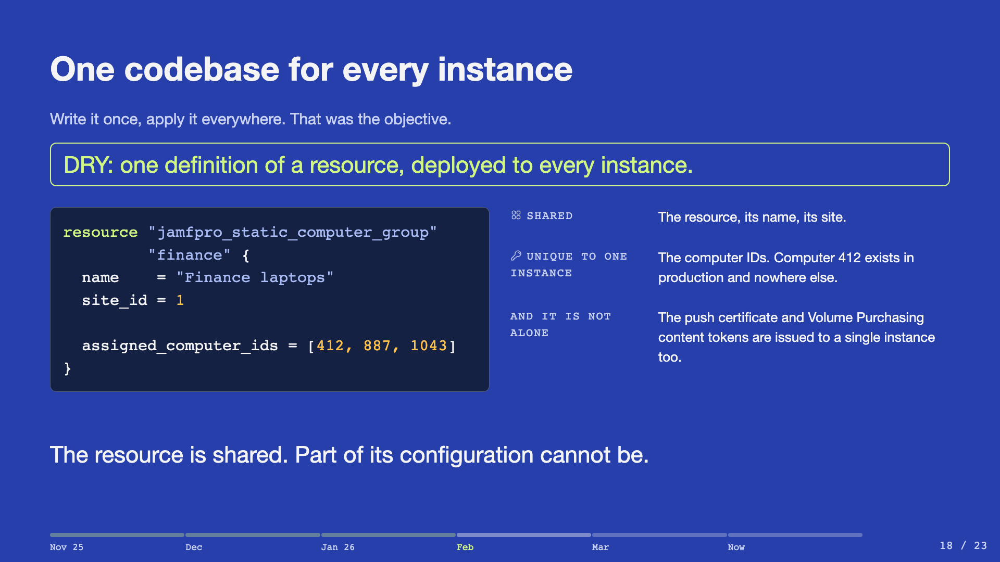 One codebase for every instance
Write it once, apply it everywhere. That was the objective.
DRY: one definition of a resource, deployed to every instance.
resource "jamfpro_static_computer_group"
"finance" {
name = "Finance laptops"
site_id = 1
assigned_computer_ids = [412, 887, 1043]
}
SHARED
The resource, its name, its site.
UNIQUE TO ONE
INSTANCE
The computer IDs. Computer 412 exists in
production and nowhere else.
AND IT IS NOT
ALONE
The push certificate and Volume Purchasing
content tokens are issued to a single instance
too.
The resource is shared. Part of its configuration cannot be.
Nov 25 Dec Jan 26 Feb Mar Now
18 / 23